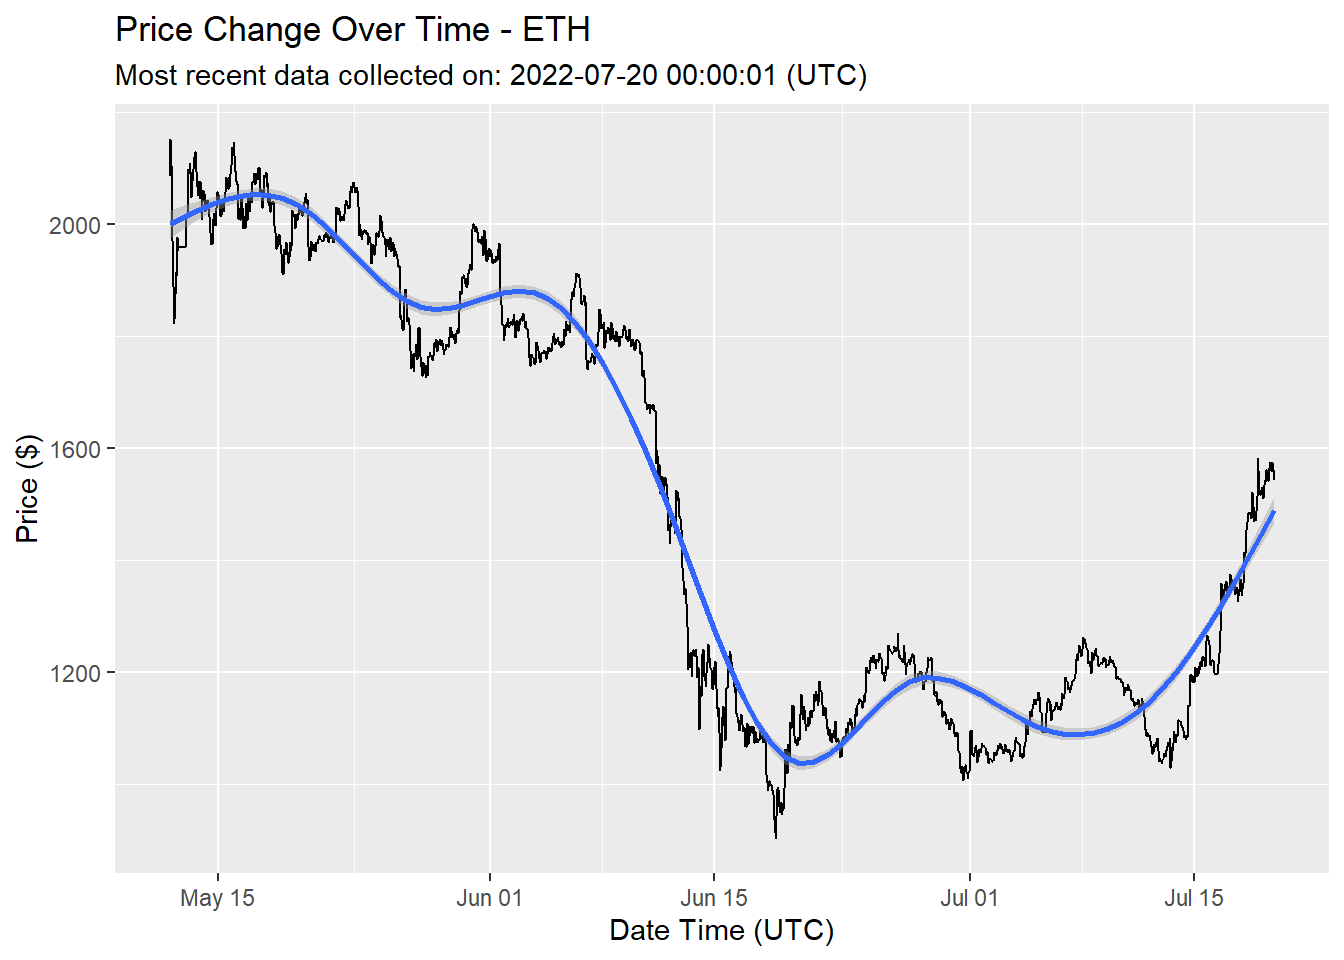 Price Change Over Time - ETH
Most recent data collected on: 2022-07-20 00:00:01 (UTC)
Price ($)
2000
1600
1200
May 15
Jun 01
Jun 15
Jul 01
Jul 15
Date Time (UTC)